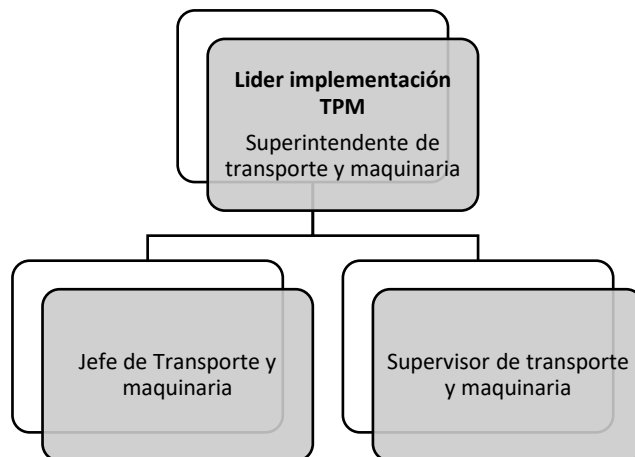 Lider implementación
TPM
Superintendente de
transporte y maquinaria
Jefe de Transporte y
maquinaria
Supervisor de transporte
y maquinaria